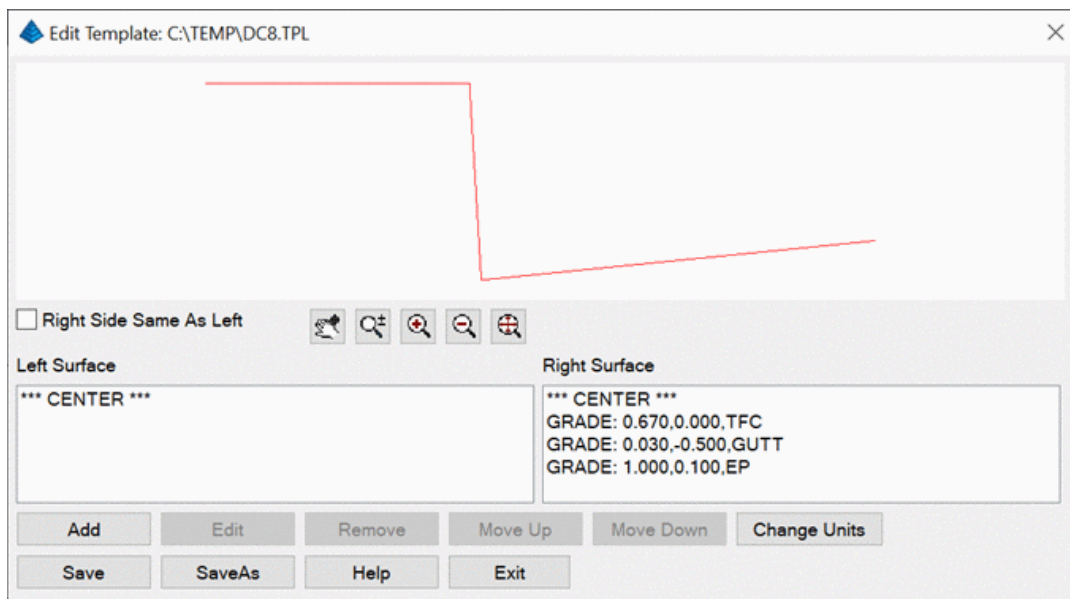 Edit Template: C:\TEMP\DC8.TPL
Right Side Same As Left
Left Surface
Right Surface
*** CENTER ***
*** CENTER ***
GRADE: 0.670,0.000,TFC
GRADE: 0.030,-0.500,GUTT
GRADE: 1.000,0.100,EP
Add
Edit
Remove
Move Up
Move Down
Change Units
Save
SaveAs
Help
Exit